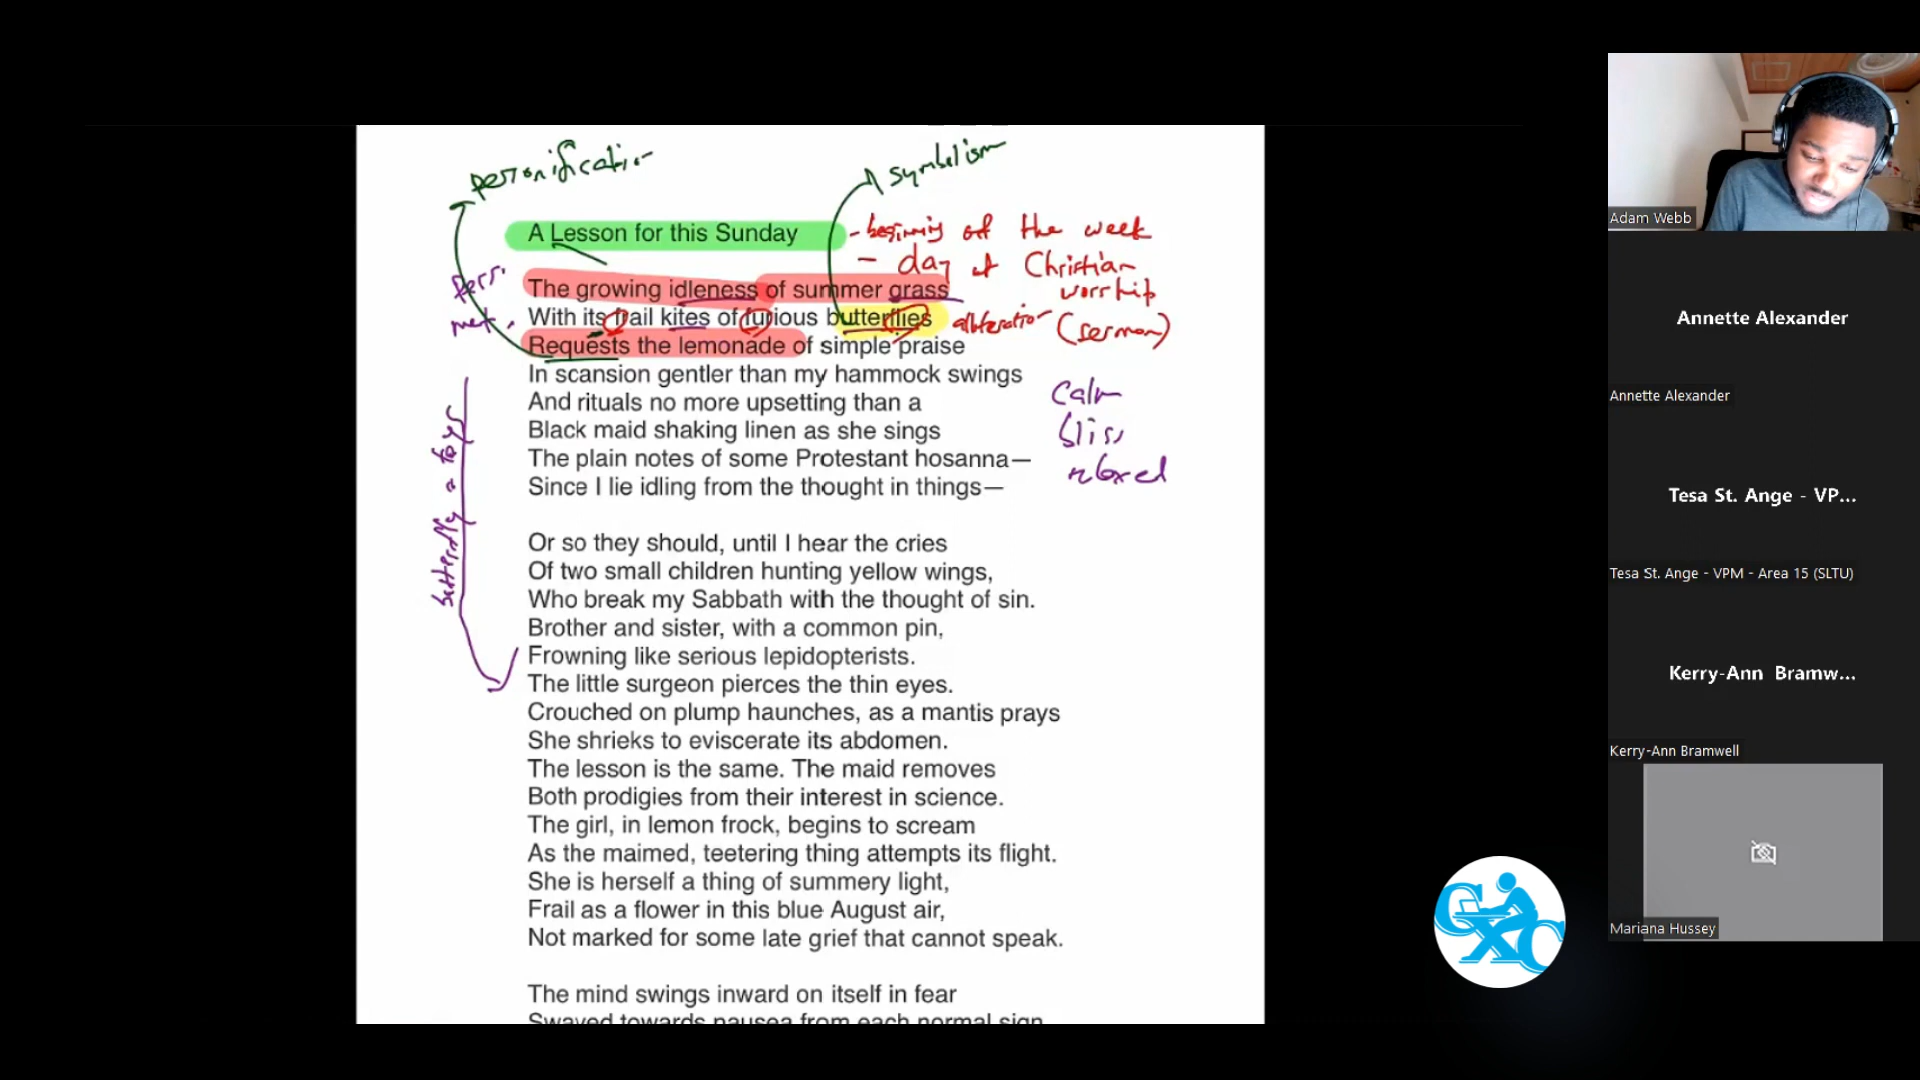 personification
symbolism
A Lesson for this Sunday
- beginning of the week
- day of Christian
worship
(sermon)
pers.
met.
The growing idleness of summer grass
With its frail kites of furious butterflies
alliteration
Requests the lemonade of simple praise
In scansion gentler than my hammock swings
And rituals no more upsetting than a
Black maid shaking linen as she sings
The plain notes of some Protestant hosanna—
Since I lie idling from the thought in things—
calm
bliss
relaxed
butterfly a toy
Or so they should, until I hear the cries
Of two small children hunting yellow wings,
Who break my Sabbath with the thought of sin.
Brother and sister, with a common pin,
Frowning like serious lepidopterists.
The little surgeon pierces the thin eyes.
Crouched on plump haunches, as a mantis prays
She shrieks to eviscerate its abdomen.
The lesson is the same. The maid removes
Both prodigies from their interest in science.
The girl, in lemon frock, begins to scream
As the maimed, teetering thing attempts its flight.
She is herself a thing of summery light,
Frail as a flower in this blue August air,
Not marked for some late grief that cannot speak.
The mind swings inward on itself in fear
Swayed towards nausea from each normal sign
Adam Webb
Annette Alexander
Annette Alexander
Tesa St. Ange - VP...
Tesa St. Ange - VPM - Area 15 (SLTU)
Kerry-Ann Bramw...
Kerry-Ann Bramwell
Mariana Hussey
CXC